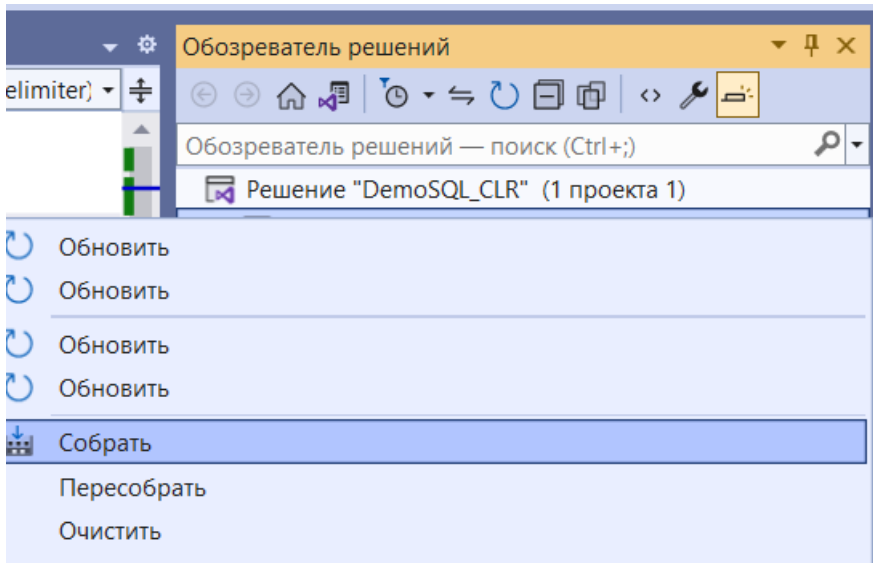 Обозреватель решений
elimiter)
Обозреватель решений — поиск (Ctrl+;)
Решение "DemoSQL_CLR" (1 проекта 1)
Обновить
Обновить
Обновить
Обновить
Собрать
Пересобрать
Очистить